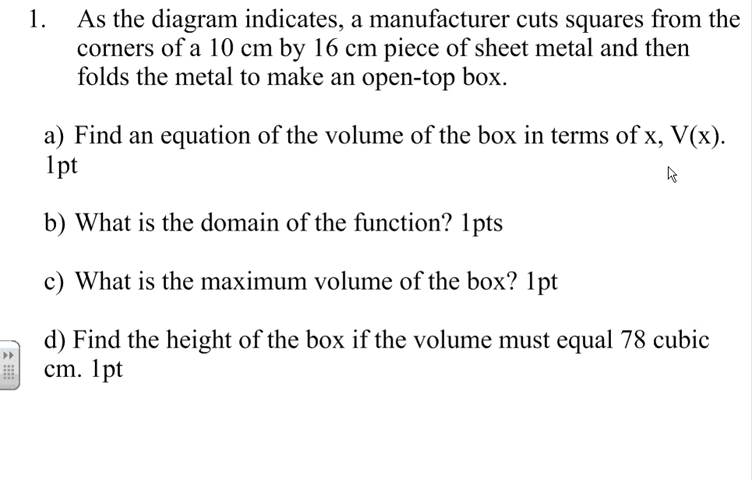 1. As the diagram indicates, a manufacturer cuts squares from the
corners of a 10 cm by 16 cm piece of sheet metal and then
folds the metal to make an open-top box.
a) Find an equation of the volume of the box in terms of x, V(x).
1pt
b) What is the domain of the function? 1pts
c) What is the maximum volume of the box? 1pt
d) Find the height of the box if the volume must equal 78 cubic
cm. 1pt